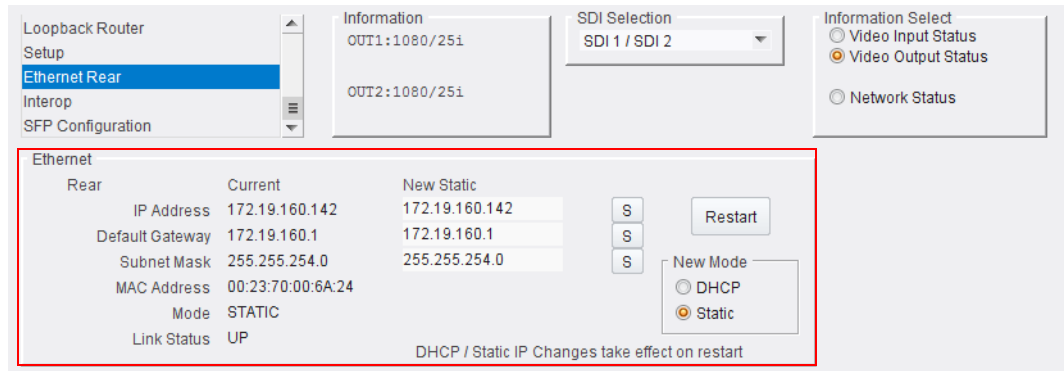 Loopback Router
Setup
Ethernet Rear
Interop
SFP Configuration
Information
OUT1:1080/25i
OUT2:1080/25i
SDI Selection
SDI 1 / SDI 2
Information Select
Video Input Status
Video Output Status
Network Status
Ethernet
Rear Current New Static
IP Address 172.19.160.142 172.19.160.142 S
Default Gateway 172.19.160.1 172.19.160.1 S
Subnet Mask 255.255.254.0 255.255.254.0 S
MAC Address 00:23:70:00:6A:24
Mode STATIC
Link Status UP
Restart
New Mode
DHCP
Static
DHCP / Static IP Changes take effect on restart